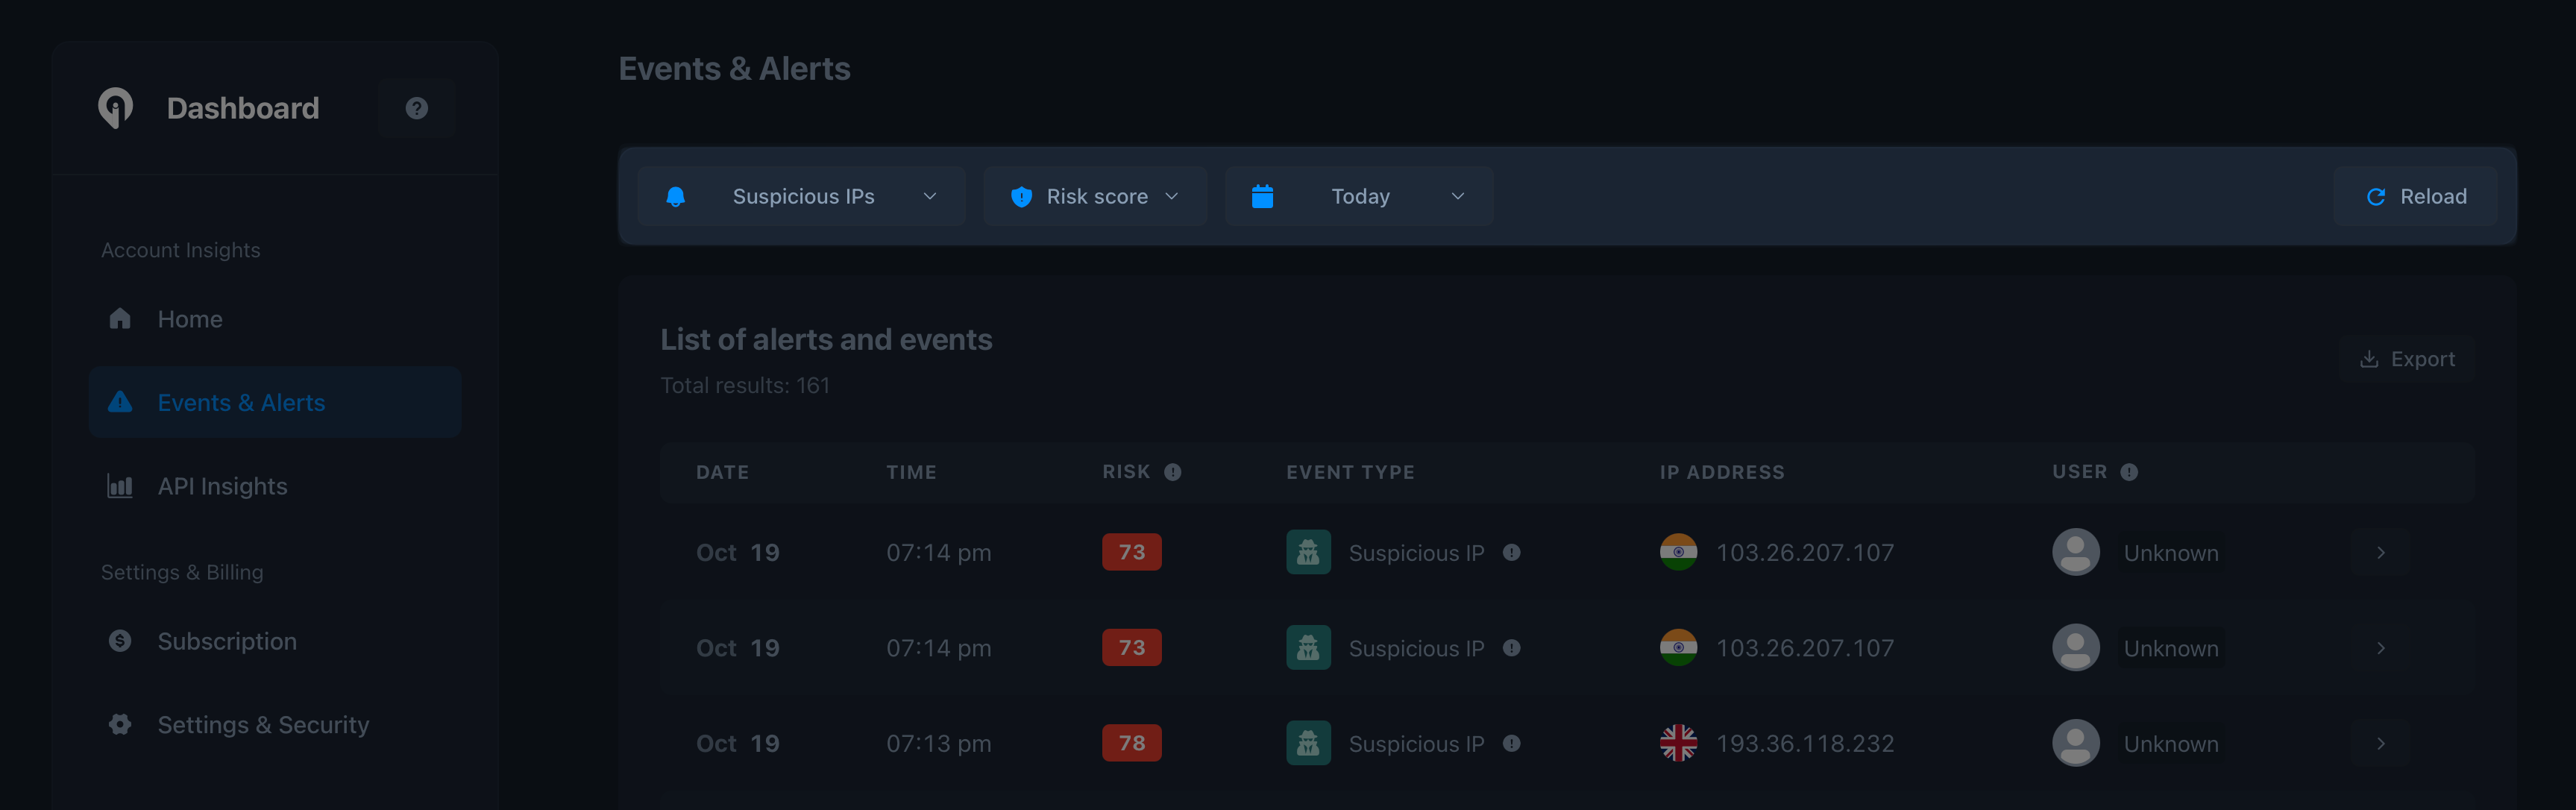 Dashboard
Account Insights
Home
Events & Alerts
API Insights
Settings & Billing
Subscription
Settings & Security
Events & Alerts
Suspicious IPs Risk score Today Reload
List of alerts and events
Total results: 161
Export
DATE TIME RISK EVENT TYPE IP ADDRESS USER
Oct 19 07:14 pm 73 Suspicious IP 103.26.207.107 Unknown
Oct 19 07:14 pm 73 Suspicious IP 103.26.207.107 Unknown
Oct 19 07:13 pm 78 Suspicious IP 193.36.118.232 Unknown